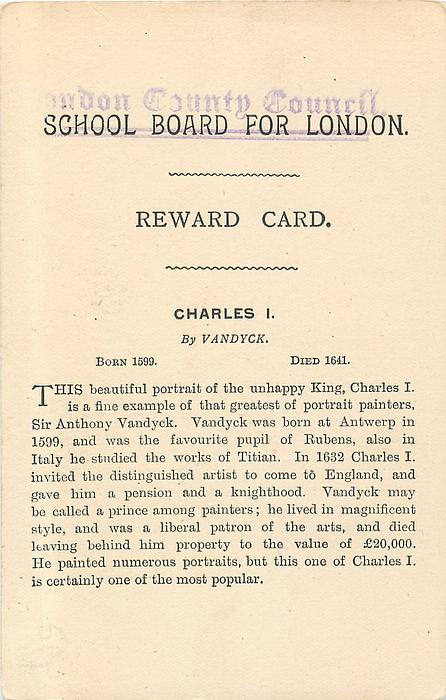 London County Council.
SCHOOL BOARD FOR LONDON.
REWARD CARD.
CHARLES I.
By VANDYCK.
BORN 1599. DIED 1641.
THIS beautiful portrait of the unhappy King, Charles I.
is a fine example of that greatest of portrait painters,
Sir Anthony Vandyck. Vandyck was born at Antwerp in
1599, and was the favourite pupil of Rubens, also in
Italy he studied the works of Titian. In 1632 Charles I.
invited the distinguished artist to come to England, and
gave him a pension and a knighthood. Vandyck may
be called a prince among painters; he lived in magnificent
style, and was a liberal patron of the arts, and died
leaving behind him property to the value of £20,000.
He painted numerous portraits, but this one of Charles I.
is certainly one of the most popular.